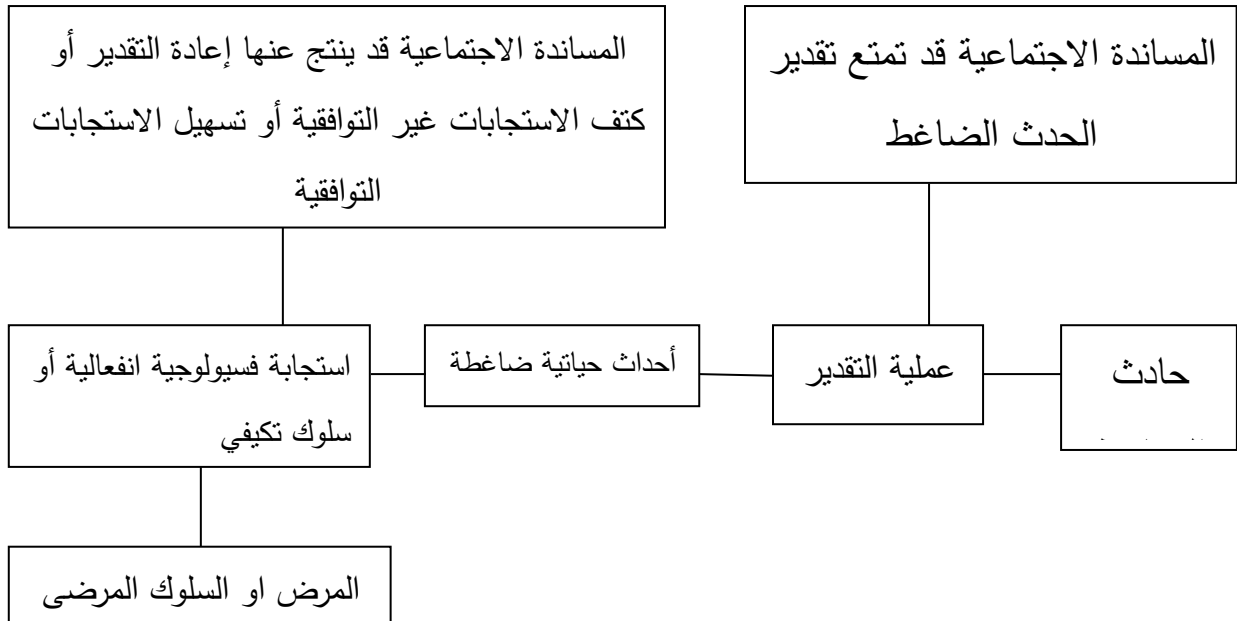 المساندة الاجتماعية قد تمتع تقدير
الحدث الضاغط
المساندة الاجتماعية قد ينتج عنها إعادة التقدير أو
كتف الاستجابات غير التوافقية أو تسهيل الاستجابات
التوافقية
حادث
عملية التقدير
أحداث حياتية ضاغطة
استجابة فسيولوجية انفعالية أو
سلوك تكيفي
المرض او السلوك المرضى